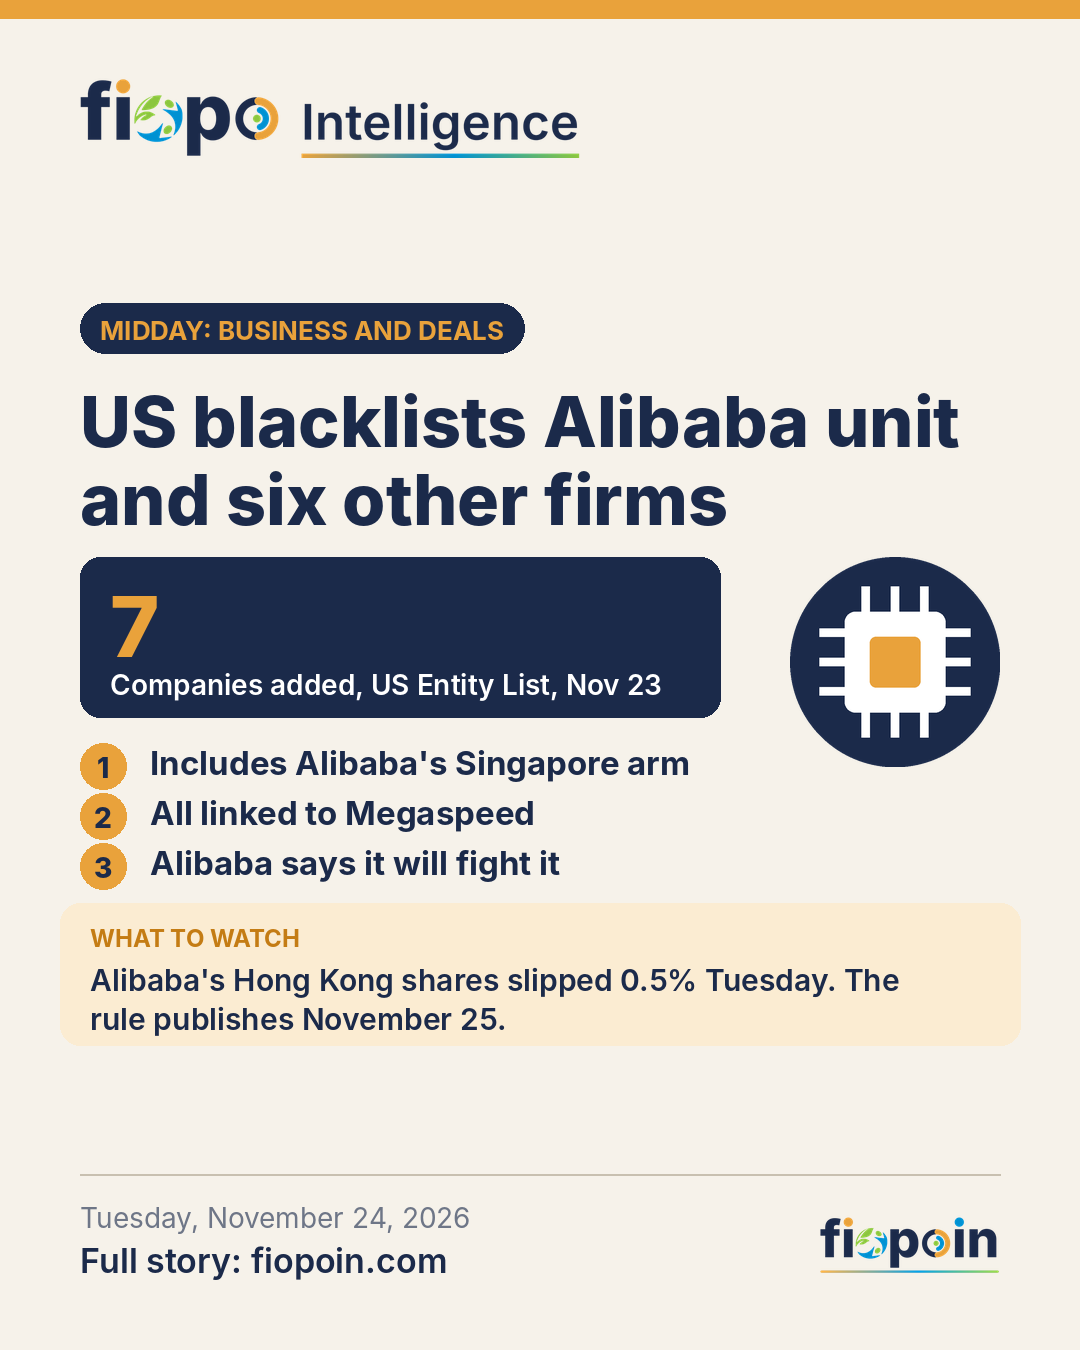 fiopo Intelligence
MIDDAY: BUSINESS AND DEALS
US blacklists Alibaba unit
and six other firms
7
Companies added, US Entity List, Nov 23
1 Includes Alibaba's Singapore arm
2 All linked to Megaspeed
3 Alibaba says it will fight it
WHAT TO WATCH
Alibaba's Hong Kong shares slipped 0.5% Tuesday. The
rule publishes November 25.
Tuesday, November 24, 2026
Full story: fiopoin.com
fiopoin